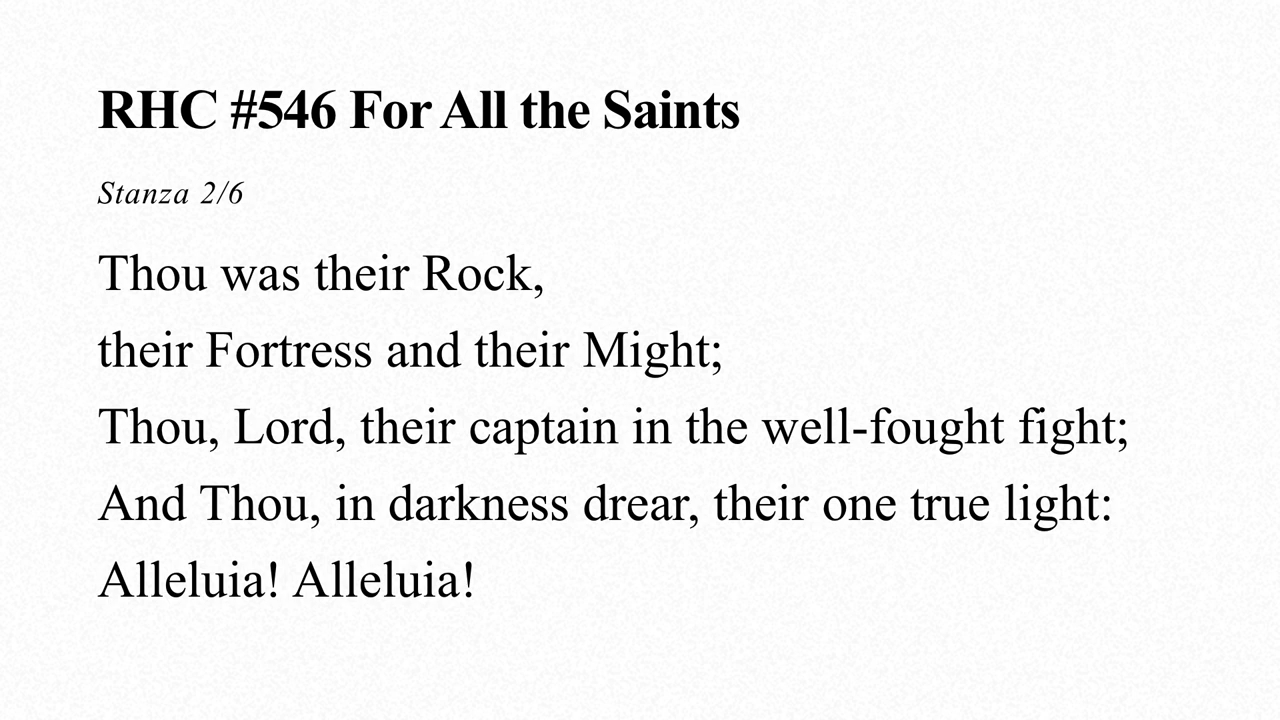 RHC #546 For All the Saints
Stanza 2/6
Thou was their Rock,
their Fortress and their Might;
Thou, Lord, their captain in the well-fought fight;
And Thou, in darkness drear, their one true light:
Alleluia! Alleluia!